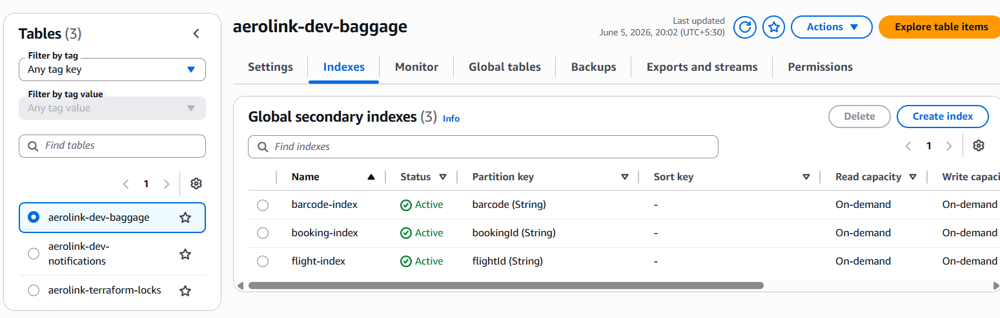 Tables (3)
Filter by tag
Any tag key
Filter by tag value
Any tag value
Find tables
1
aerolink-dev-baggage
aerolink-dev-
notifications
aerolink-terraform-locks
aerolink-dev-baggage
Last updated
June 5, 2026, 20:02 (UTC+5:30)
Actions
Explore table items
Settings
Indexes
Monitor
Global tables
Backups
Exports and streams
Permissions
Global secondary indexes (3) Info
Delete
Create index
Find indexes
1
Name Status Partition key Sort key Read capacity Write capaci
barcode-index Active barcode (String) - On-demand On-demand
booking-index Active bookingId (String) - On-demand On-demand
flight-index Active flightId (String) - On-demand On-demand